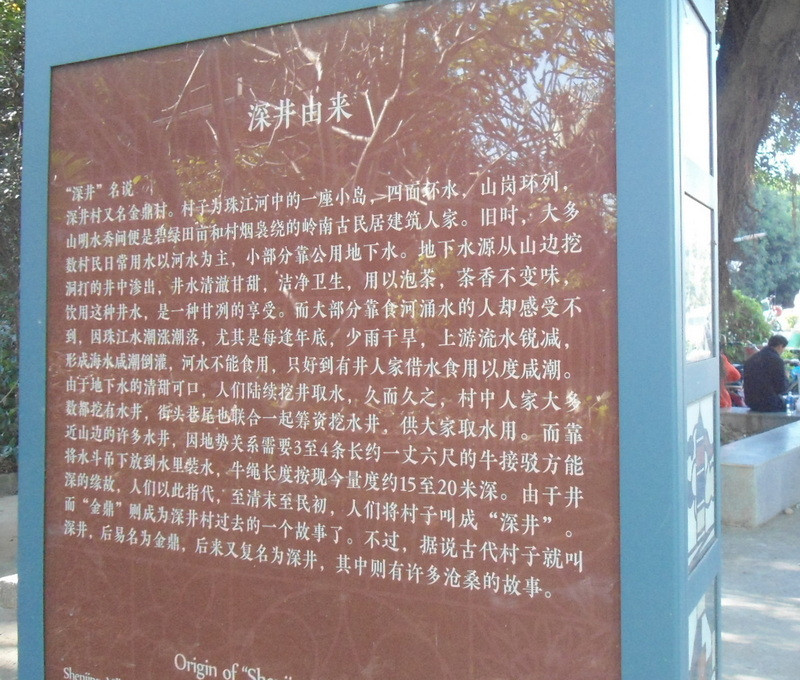 深井由来
“深井”名说
深井村又名金鼎村。村子为珠江河中的一座小岛，四面环水，山岗环列，
山明水秀间便是碧绿田亩和村烟袅绕的岭南古民居建筑人家。旧时，大多
数村民日常用水以河水为主，小部分靠公用地下水。地下水源从山边挖
洞打的井中渗出，井水清澈甘甜，洁净卫生，用以泡茶，茶香不变味，
饮用这种井水，是一种甘冽的享受。而大部分靠食河涌水的人却感受不
到，因珠江水潮涨潮落，尤其是每逢年底，少雨干旱，上游流水锐减，
形成海水咸潮倒灌，河水不能食用，只好到有井人家借水食用以度咸潮。
由于地下水的清甜可口 人们陆续挖井取水，久而久之，村中人家大多
数都挖有水井，街头巷尾也联合一起筹资挖水井，供大家取水用。而靠
近山边的许多水井，因地势关系需要3至4条长约一丈六尺的牛接驳方能
将水斗吊下放到水里装水，牛绳长度按现今量度约15至20米深。由于井
深的缘故，人们以此指代，至清末至民初，人们将村子叫成“深井”。
而“金鼎”则成为深井村过去的一个故事了。不过，据说古代村子就叫
深井，后易名为金鼎，后来又复名为深井，其中则有许多沧桑的故事。
Origin of